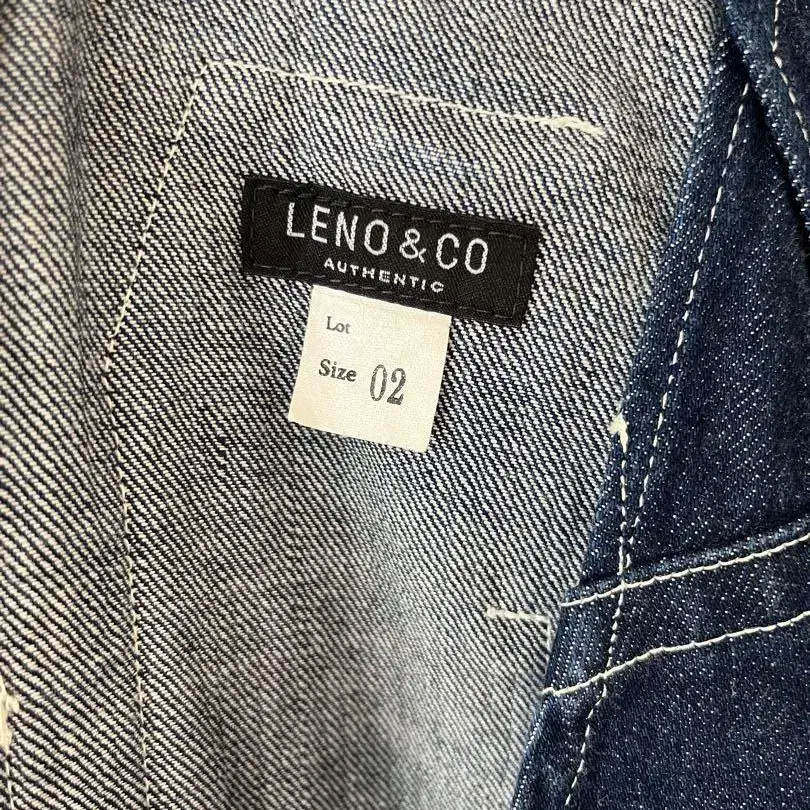 LENO & CO
AUTHENTIC
Lot
Size 02